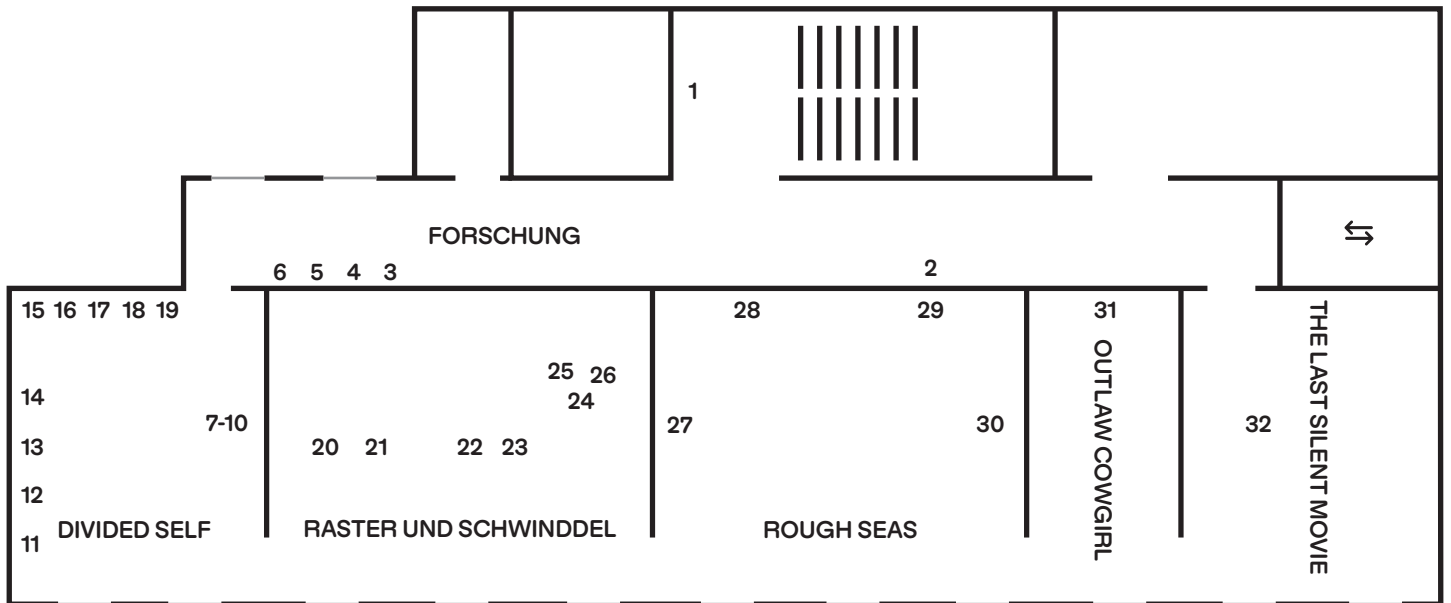 1
FORSCHUNG
6 5 4 3
2
15 16 17 18 19
14
13
12
11
7-10
DIVIDED SELF
25 26
24
20 21 22 23
RASTER UND SCHWINDDEL
28 29
27
30
ROUGH SEAS
31
OUTLAW COWGIRL
32
THE LAST SILENT MOVIE